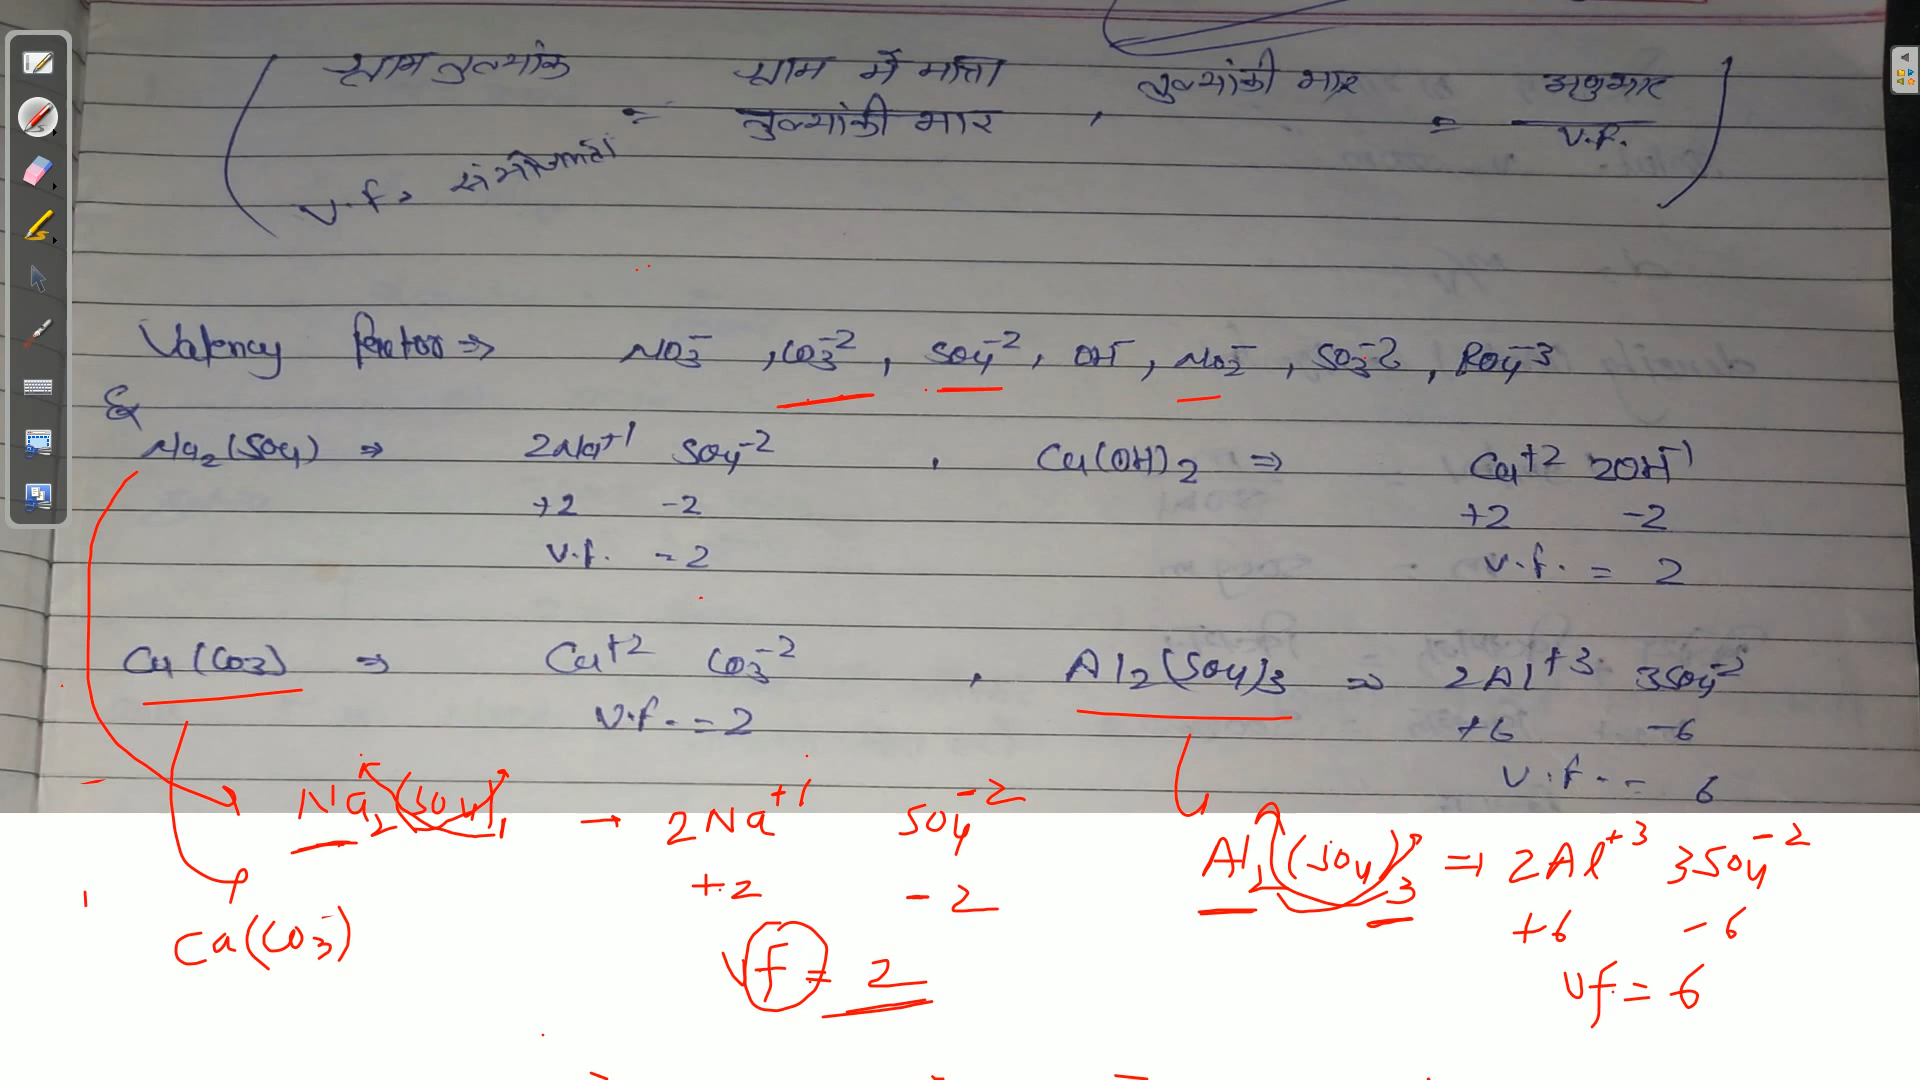 ग्राम तुल्यांक = ग्राम में मात्रा / तुल्यांकी भार , तुल्यांकी भार = अणुभार / V.f.
V.f. = संयोजकता
Valency factor ⇒ NO3⁻ , CO3⁻² , SO4⁻² , OH⁻ , NO2⁻ , SO3⁻² , PO4⁻³
&
Na2(SO4) ⇒ 2Na⁺¹ SO4⁻² , Ca(OH)2 ⇒ Ca⁺² 2OH⁻¹
+2 -2 +2 -2
V.f. = 2 V.f. = 2
Ca(CO3) ⇒ Ca⁺² CO3⁻² , Al2(SO4)3 ⇒ 2Al⁺³ 3SO4⁻²
V.f. = 2 +6 -6
V.f. = 6
Na2(SO4)1 → 2Na⁺¹ SO4⁻² Al2(SO4)3 ⇒ 2Al⁺³ 3SO4⁻²
+2 -2 +6 -6
Ca(CO3) Vf = 2 Vf = 6